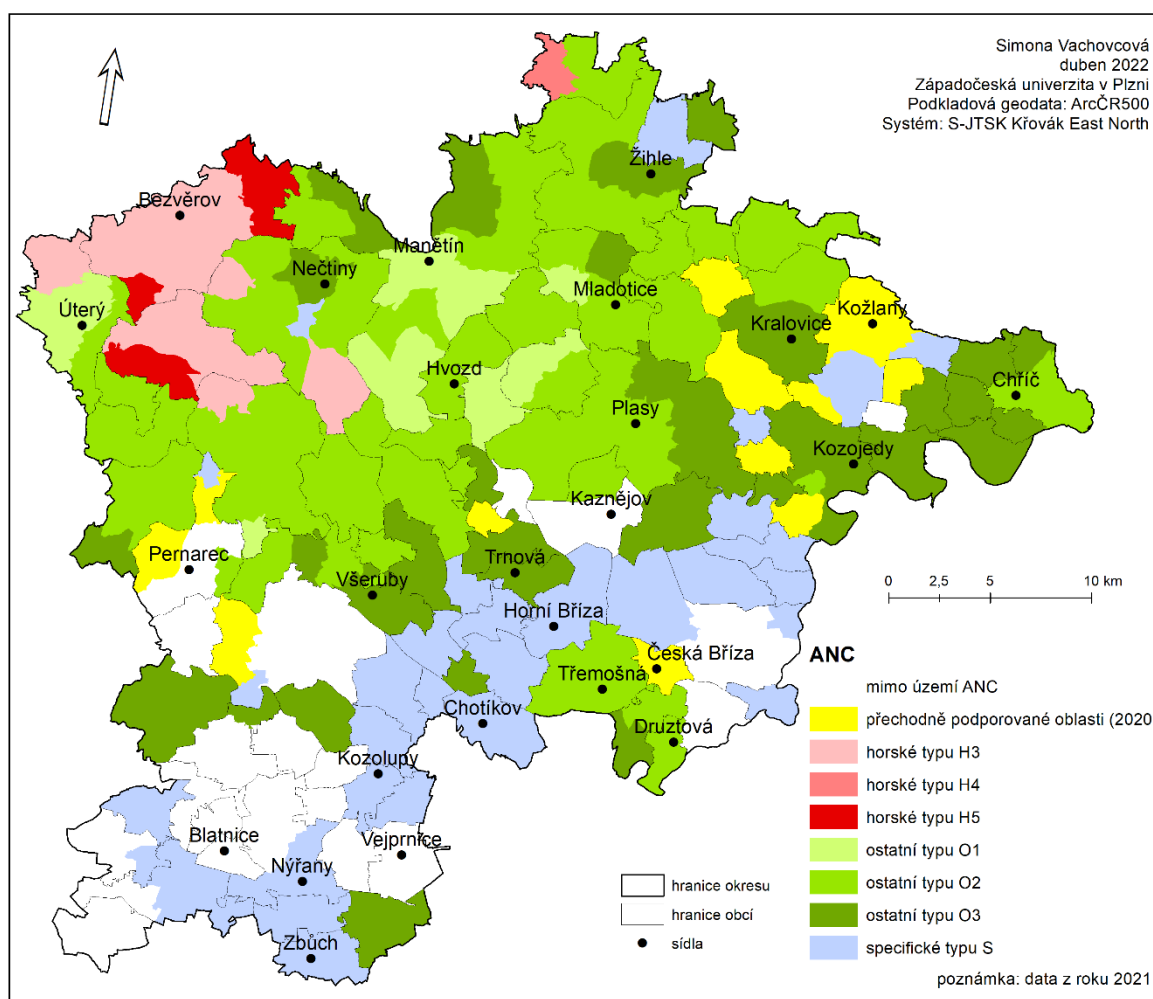 Simona Vachovcová
duben 2022
Západočeská univerzita v Plzni
Podkladová geodata: ArcČR500
Systém: S-JTSK Křovák East North
Žihle
Bezvěrov
Manětín
Nečtiny
Mladotice
Úterý
Kožlany
Kralovice
Hvozd
Chříč
Plasy
Kozojedy
Kaznějov
Pernarec
Trnová
Všeruby
Horní Bříza
Česká Bříza
Třemošná
Chotíkov
Druztová
Kozolupy
Blatnice
Vejprnice
Nýřany
Zbůch
0 2,5 5 10 km
ANC
mimo území ANC
přechodně podporované oblasti (2020
horské typu H3
horské typu H4
horské typu H5
ostatní typu O1
ostatní typu O2
ostatní typu O3
specifické typu S
hranice okresu
hranice obcí
sídla
poznámka: data z roku 2021